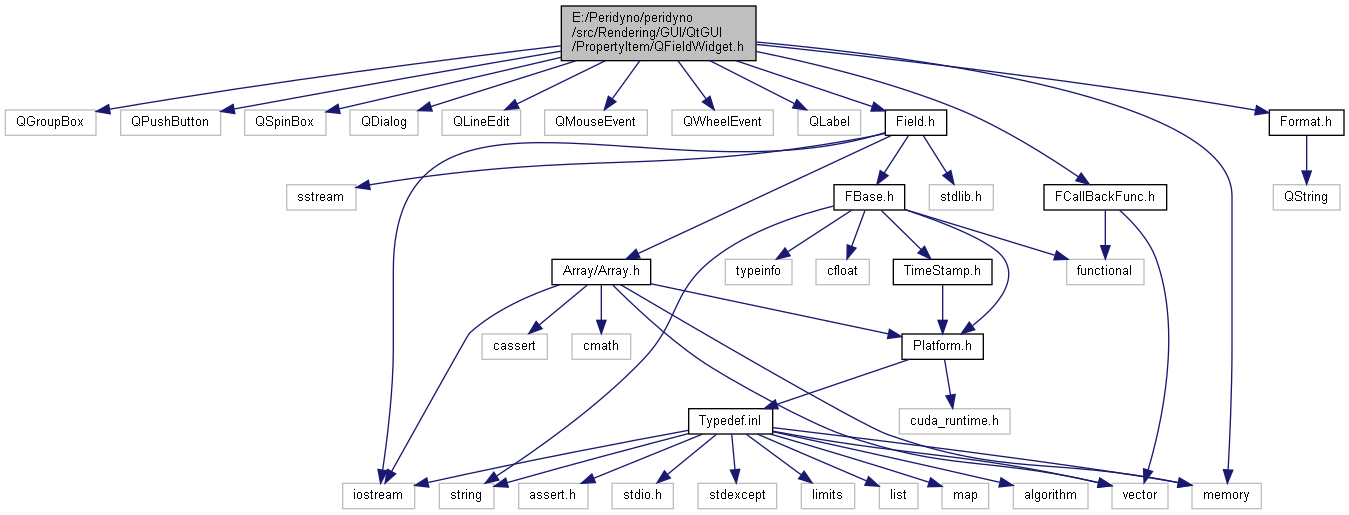 E:/Peridyno/peridyno
/src/Rendering/GUI/QtGUI
/PropertyItem/QFieldWidget.h
QGroupBox
QPushButton
QSpinBox
QDialog
QLineEdit
QMouseEvent
QWheelEvent
QLabel
Field.h
Format.h
sstream
FBase.h
stdlib.h
FCallBackFunc.h
QString
Array/Array.h
typeinfo
cfloat
TimeStamp.h
functional
cassert
cmath
Platform.h
Typedef.inl
cuda_runtime.h
iostream
string
assert.h
stdio.h
stdexcept
limits
list
map
algorithm
vector
memory